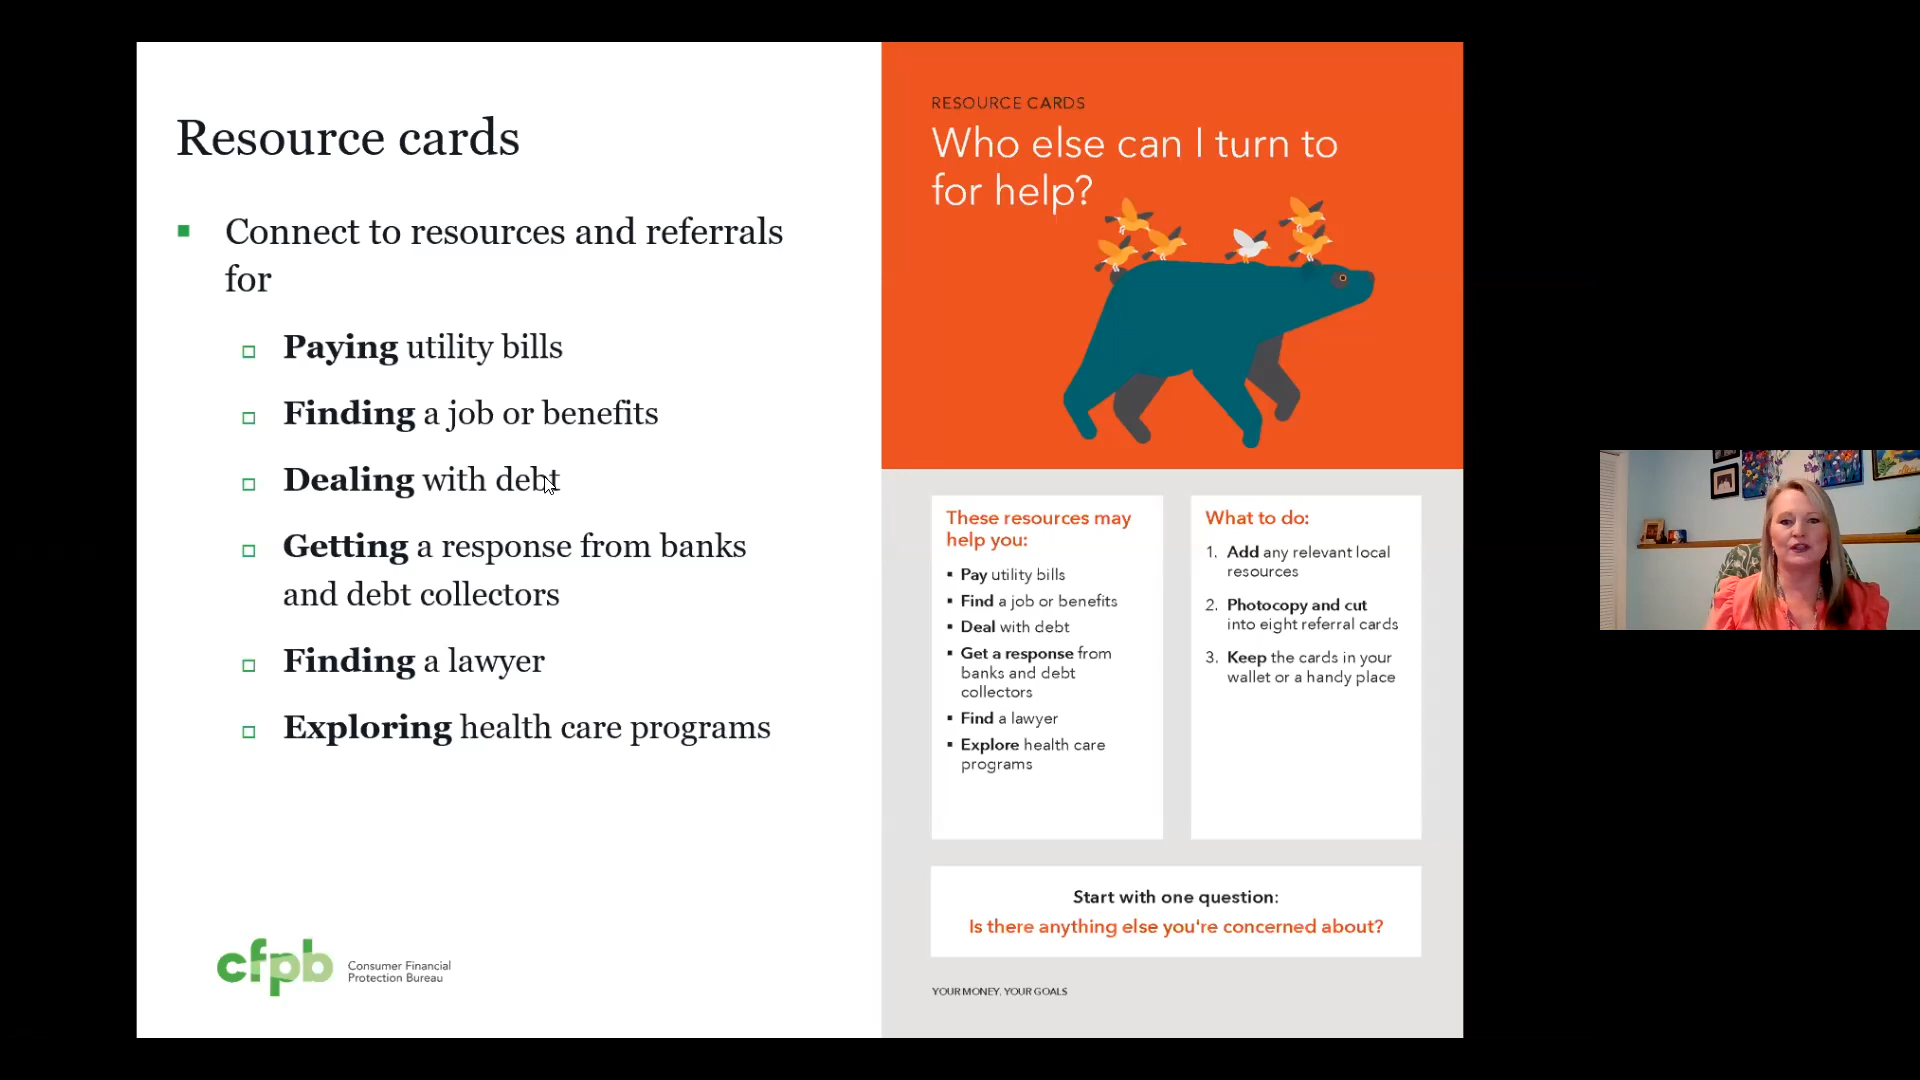 Resource cards
Connect to resources and referrals
for
Paying utility bills
Finding a job or benefits
Dealing with debt
Getting a response from banks
and debt collectors
Finding a lawyer
Exploring health care programs
cfpb
Consumer Financial
Protection Bureau
RESOURCE CARDS
Who else can I turn to
for help?
These resources may
help you:
Pay utility bills
Find a job or benefits
Deal with debt
Get a response from
banks and debt
collectors
Find a lawyer
Explore health care
programs
What to do:
1. Add any relevant local
resources
2. Photocopy and cut
into eight referral cards
3. Keep the cards in your
wallet or a handy place
Start with one question:
Is there anything else you're concerned about?
YOUR MONEY, YOUR GOALS